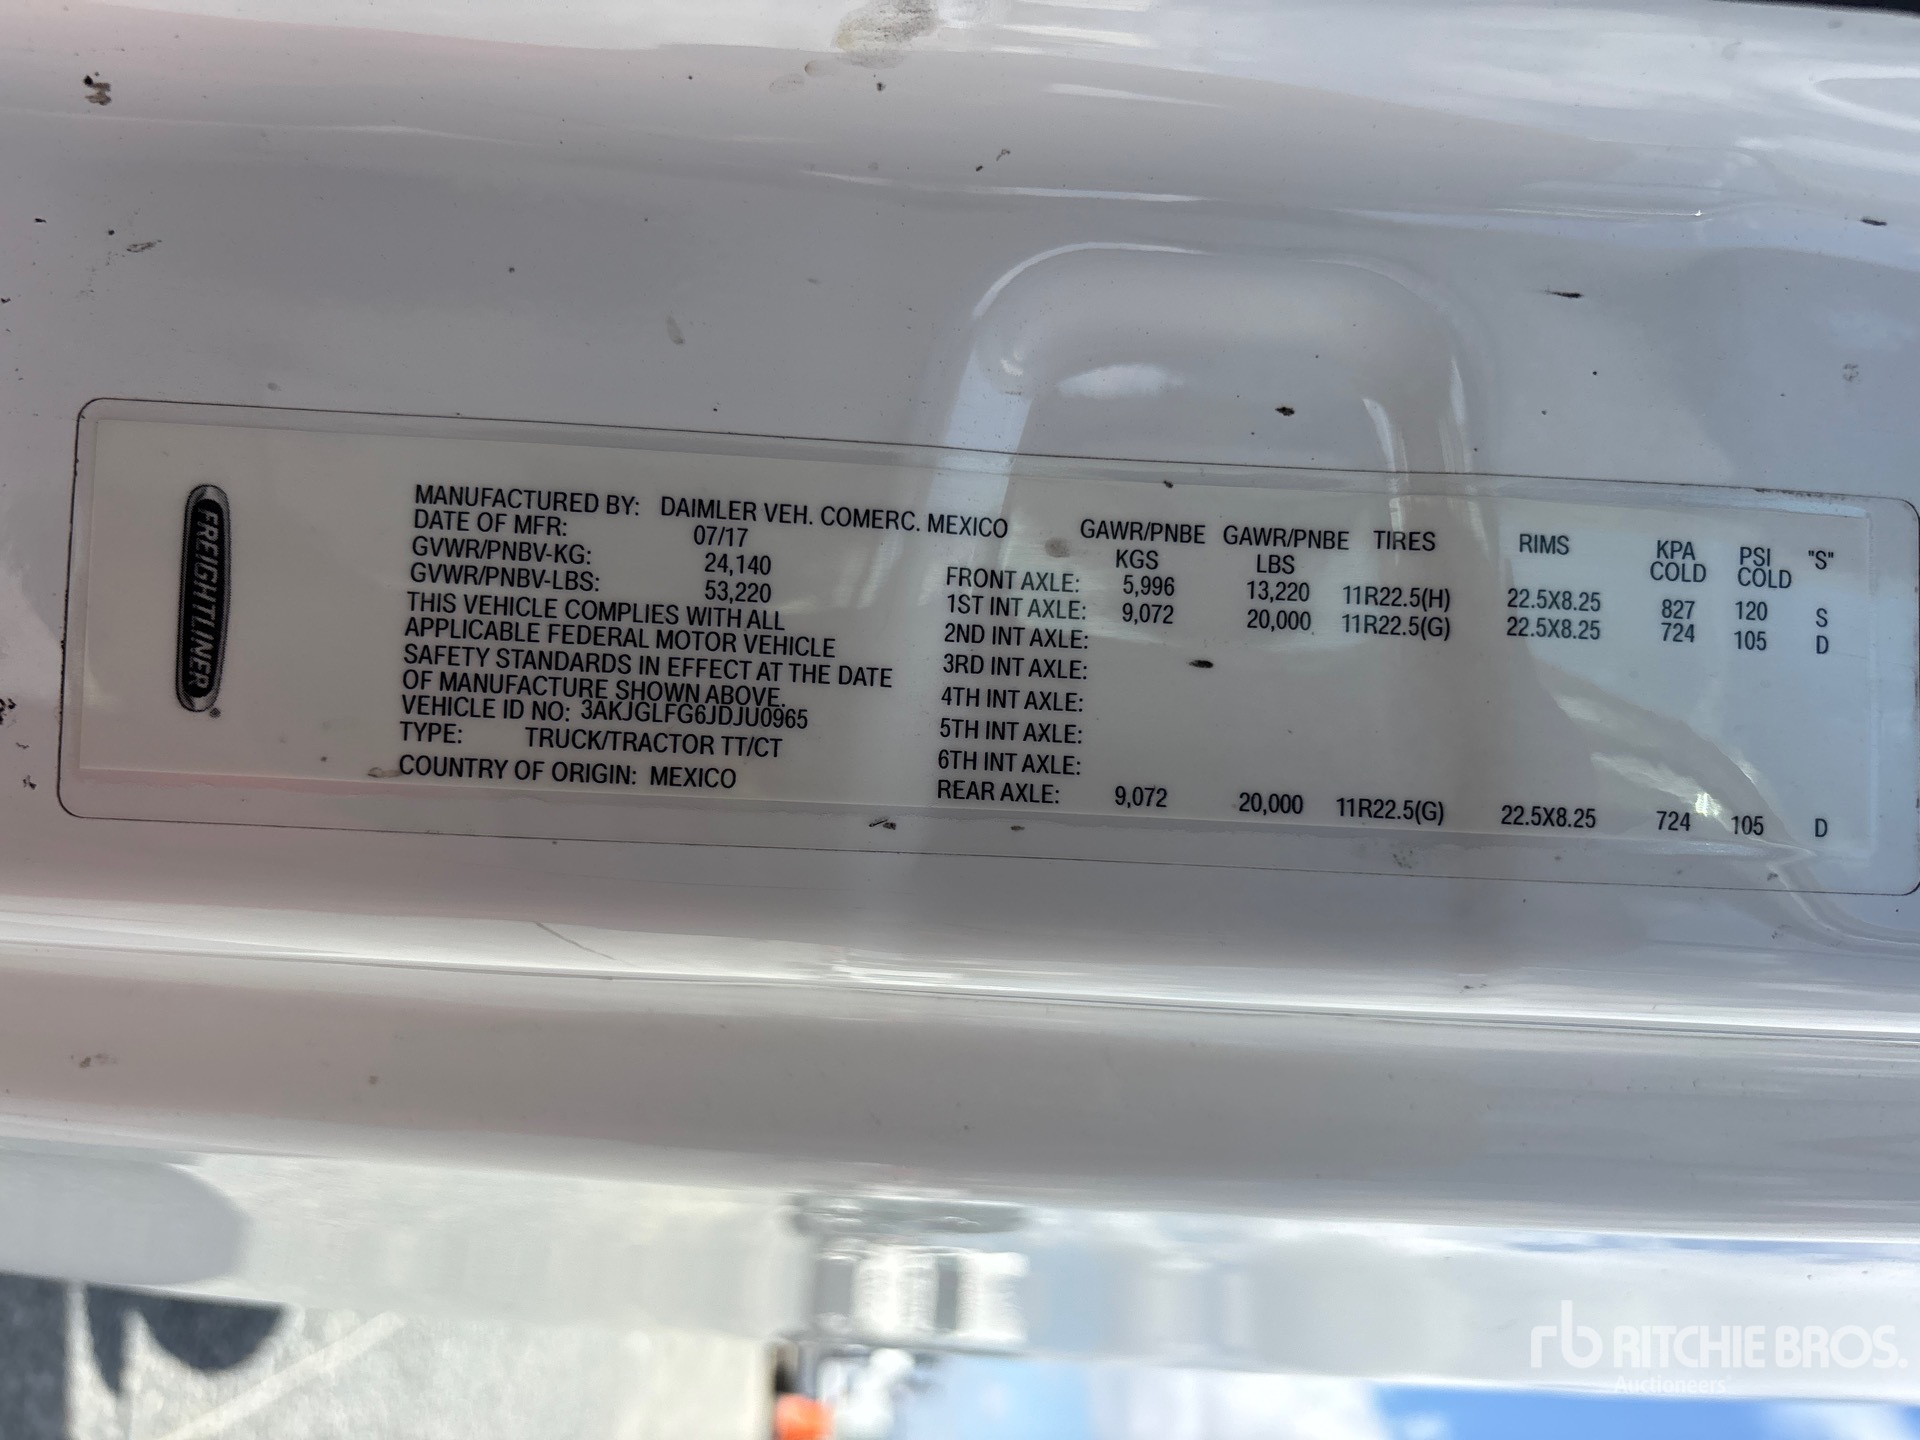 FREIGHTLINER
MANUFACTURED BY: DAIMLER VEH. COMERC. MEXICO
DATE OF MFR: 07/17
GVWR/PNBV-KG: 24,140
GVWR/PNBV-LBS: 53,220
THIS VEHICLE COMPLIES WITH ALL
APPLICABLE FEDERAL MOTOR VEHICLE
SAFETY STANDARDS IN EFFECT AT THE DATE
OF MANUFACTURE SHOWN ABOVE.
VEHICLE ID NO: 3AKJGLFG6JDJU0965
TYPE: TRUCK/TRACTOR TT/CT
COUNTRY OF ORIGIN: MEXICO
GAWR/PNBE GAWR/PNBE TIRES RIMS KPA PSI "S"
KGS LBS COLD COLD
FRONT AXLE: 5,996 13,220 11R22.5(H) 22.5X8.25 827 120 S
1ST INT AXLE: 9,072 20,000 11R22.5(G) 22.5X8.25 724 105 D
2ND INT AXLE:
3RD INT AXLE:
4TH INT AXLE:
5TH INT AXLE:
6TH INT AXLE:
REAR AXLE: 9,072 20,000 11R22.5(G) 22.5X8.25 724 105 D
rb RITCHIE BROS.
Auctioneers